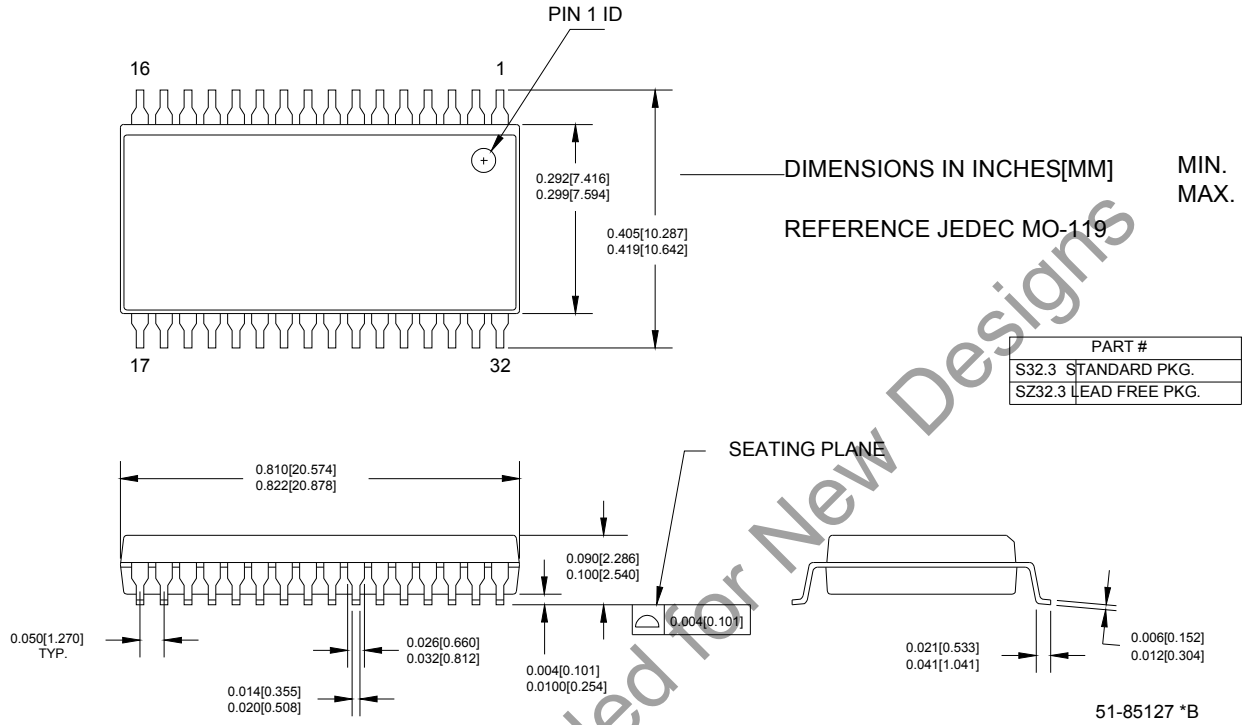 PIN 1 ID
16
1
0.292[7.416]
0.299[7.594]
0.405[10.287]
0.419[10.642]
DIMENSIONS IN INCHES[MM] MIN.
MAX.
REFERENCE JEDEC MO-119
PART #
S32.3 STANDARD PKG.
SZ32.3 LEAD FREE PKG.
17
32
SEATING PLANE
0.810[20.574]
0.822[20.878]
0.090[2.286]
0.100[2.540]
0.004[0.101]
0.050[1.270]
TYP.
0.026[0.660]
0.032[0.812]
0.014[0.355]
0.020[0.508]
0.004[0.101]
0.0100[0.254]
0.021[0.533]
0.041[1.041]
0.006[0.152]
0.012[0.304]
51-85127 *B
ded for New Designs